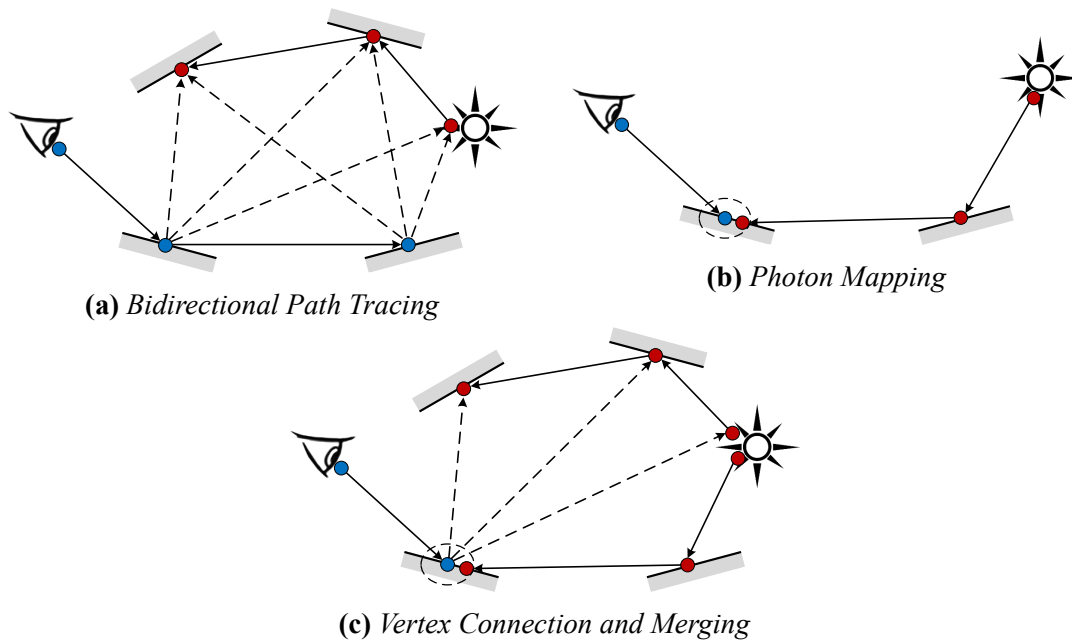 (a) Bidirectional Path Tracing
(b) Photon Mapping
(c) Vertex Connection and Merging